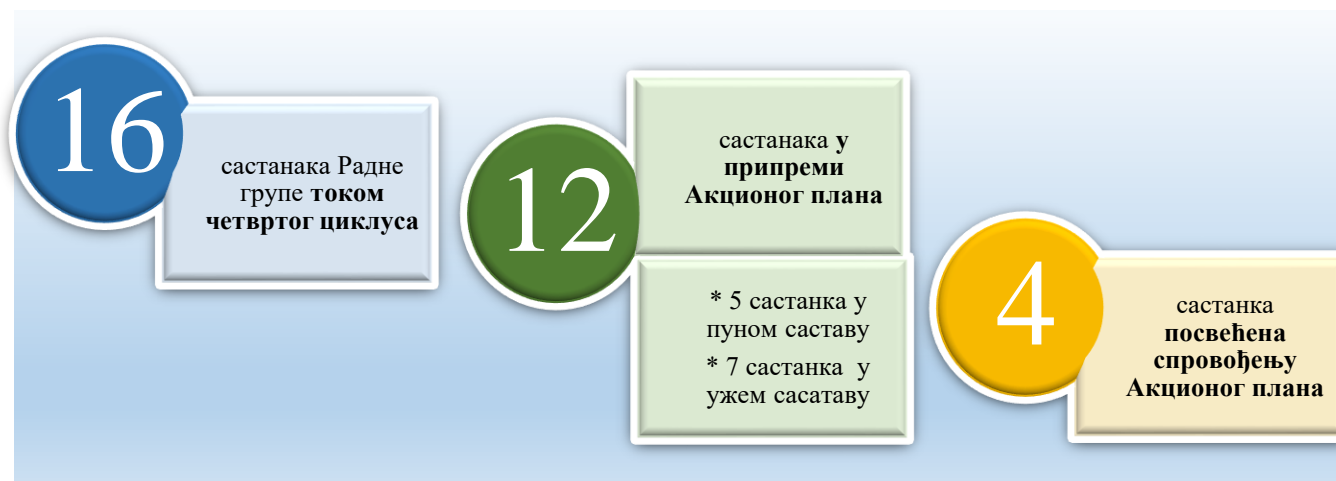 16
састанака Радне
групе током
четвртог циклуса
12
састанака у
припреми
Акционог плана
* 5 састанка у
пуном саставу
* 7 састанка у
ужем сасатаву
4
састанка
посвећена
спровођењу
Акционог плана